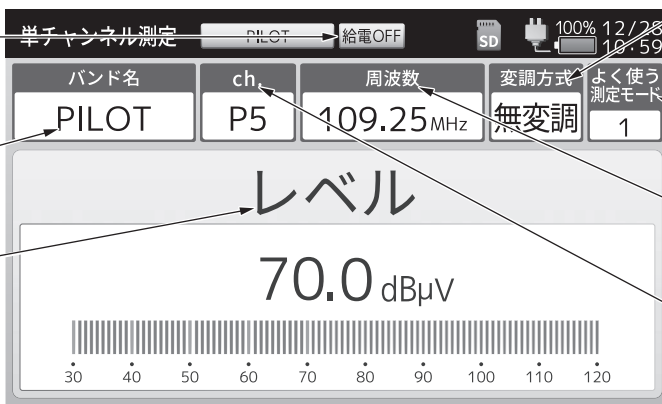 単チャンネル測定 PILOT 給電OFF SD 100% 12/28
10:59
バンド名 ch. 周波数 変調方式 よく使う
測定モード
PILOT P5 109.25MHz 無変調 1
レベル
70.0 dBµV
30 40 50 60 70 80 90 100 110 120